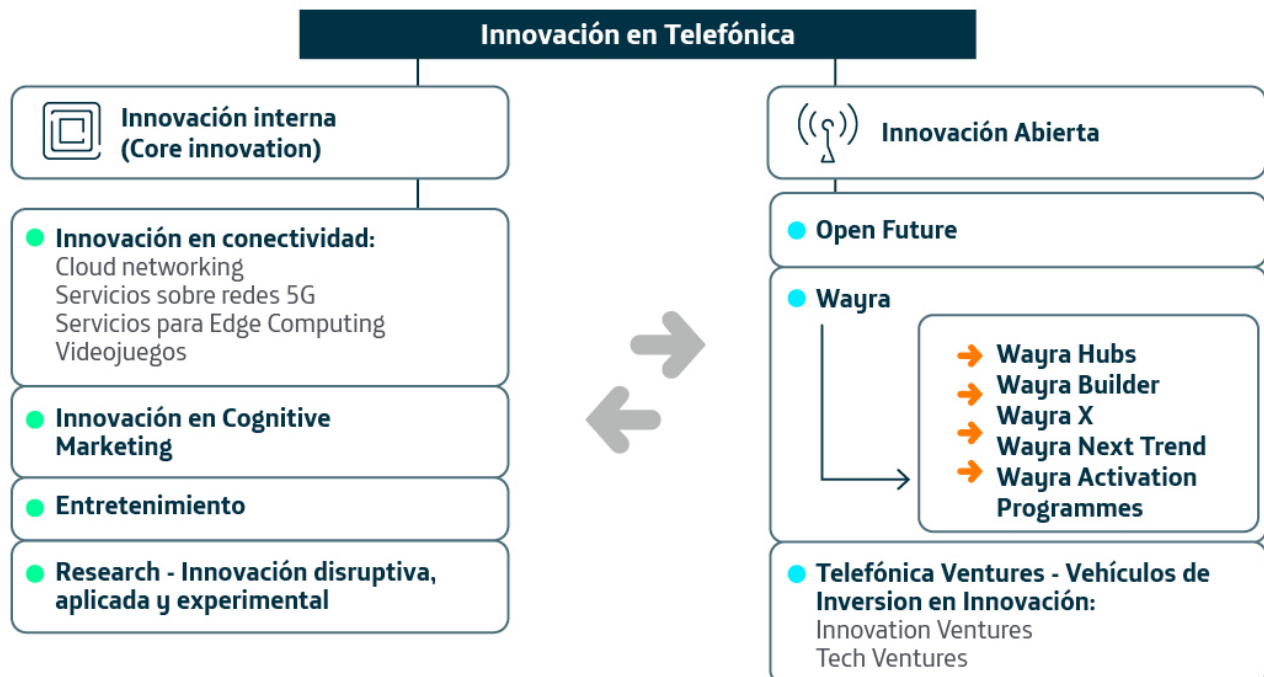 Innovación en Telefónica
Innovación interna
(Core innovation)
Innovación en conectividad:
Cloud networking
Servicios sobre redes 5G
Servicios para Edge Computing
Videojuegos
Innovación en Cognitive
Marketing
Entretenimiento
Research - Innovación disruptiva,
aplicada y experimental
Innovación Abierta
Open Future
Wayra
Wayra Hubs
Wayra Builder
Wayra X
Wayra Next Trend
Wayra Activation
Programmes
Telefónica Ventures - Vehículos de
Inversion en Innovación:
Innovation Ventures
Tech Ventures